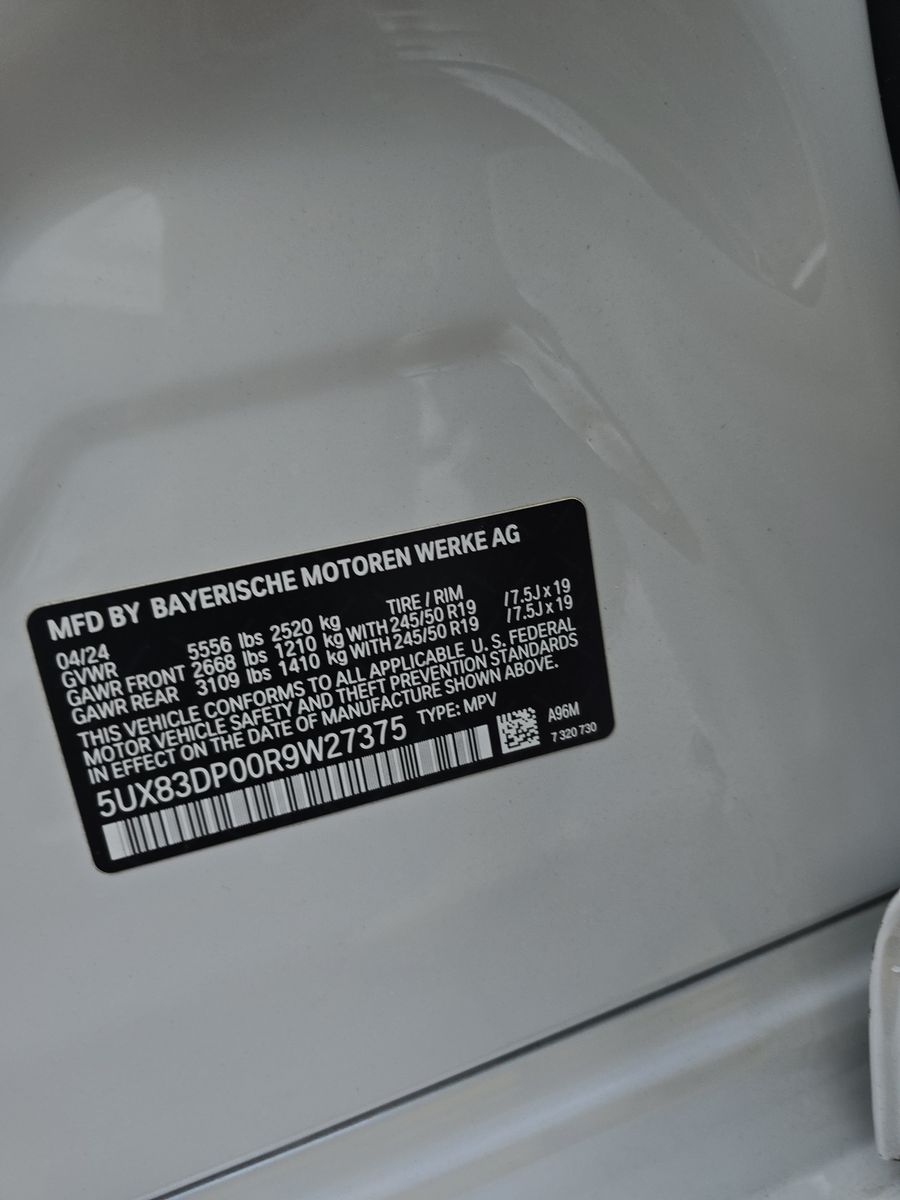 MFD BY BAYERISCHE MOTOREN WERKE AG
04/24 TIRE / RIM
GVWR 5556 lbs 2520 kg
GAWR FRONT 2668 lbs 1210 kg WITH 245/50 R19 /7.5J x 19
GAWR REAR 3109 lbs 1410 kg WITH 245/50 R19 /7.5J x 19
THIS VEHICLE CONFORMS TO ALL APPLICABLE U. S. FEDERAL
MOTOR VEHICLE SAFETY AND THEFT PREVENTION STANDARDS
IN EFFECT ON THE DATE OF MANUFACTURE SHOWN ABOVE.
5UX83DP00R9W27375 TYPE: MPV
A96M
7 320 730